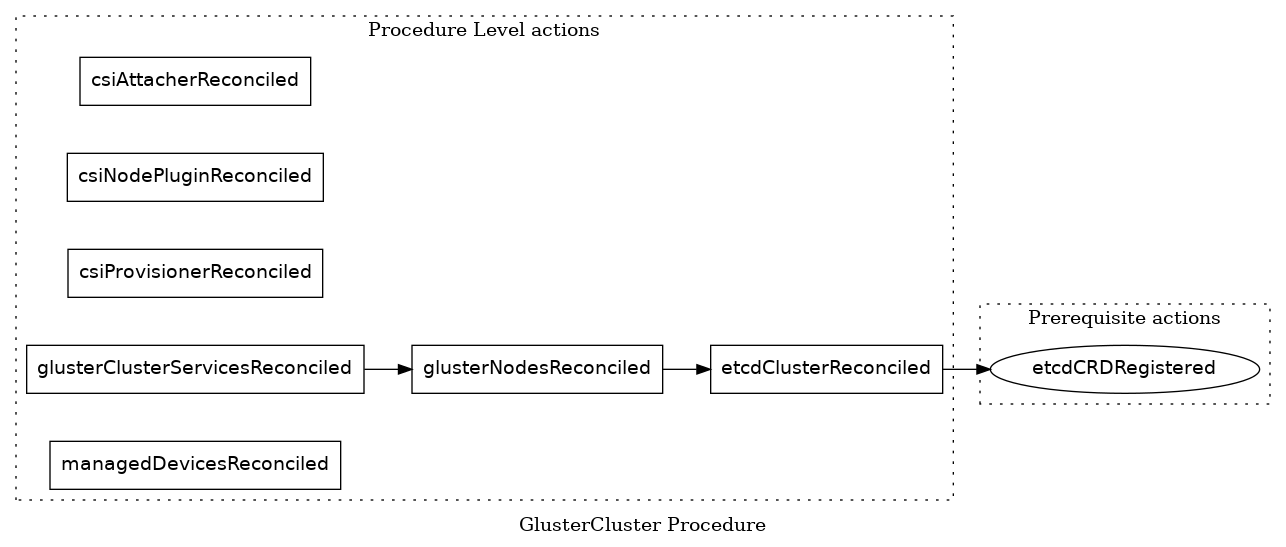 Procedure Level actions
csiAttacherReconciled
csiNodePluginReconciled
csiProvisionerReconciled
Prerequisite actions
glusterClusterServicesReconciled
glusterNodesReconciled
etcdClusterReconciled
etcdCRDRegistered
managedDevicesReconciled
GlusterCluster Procedure